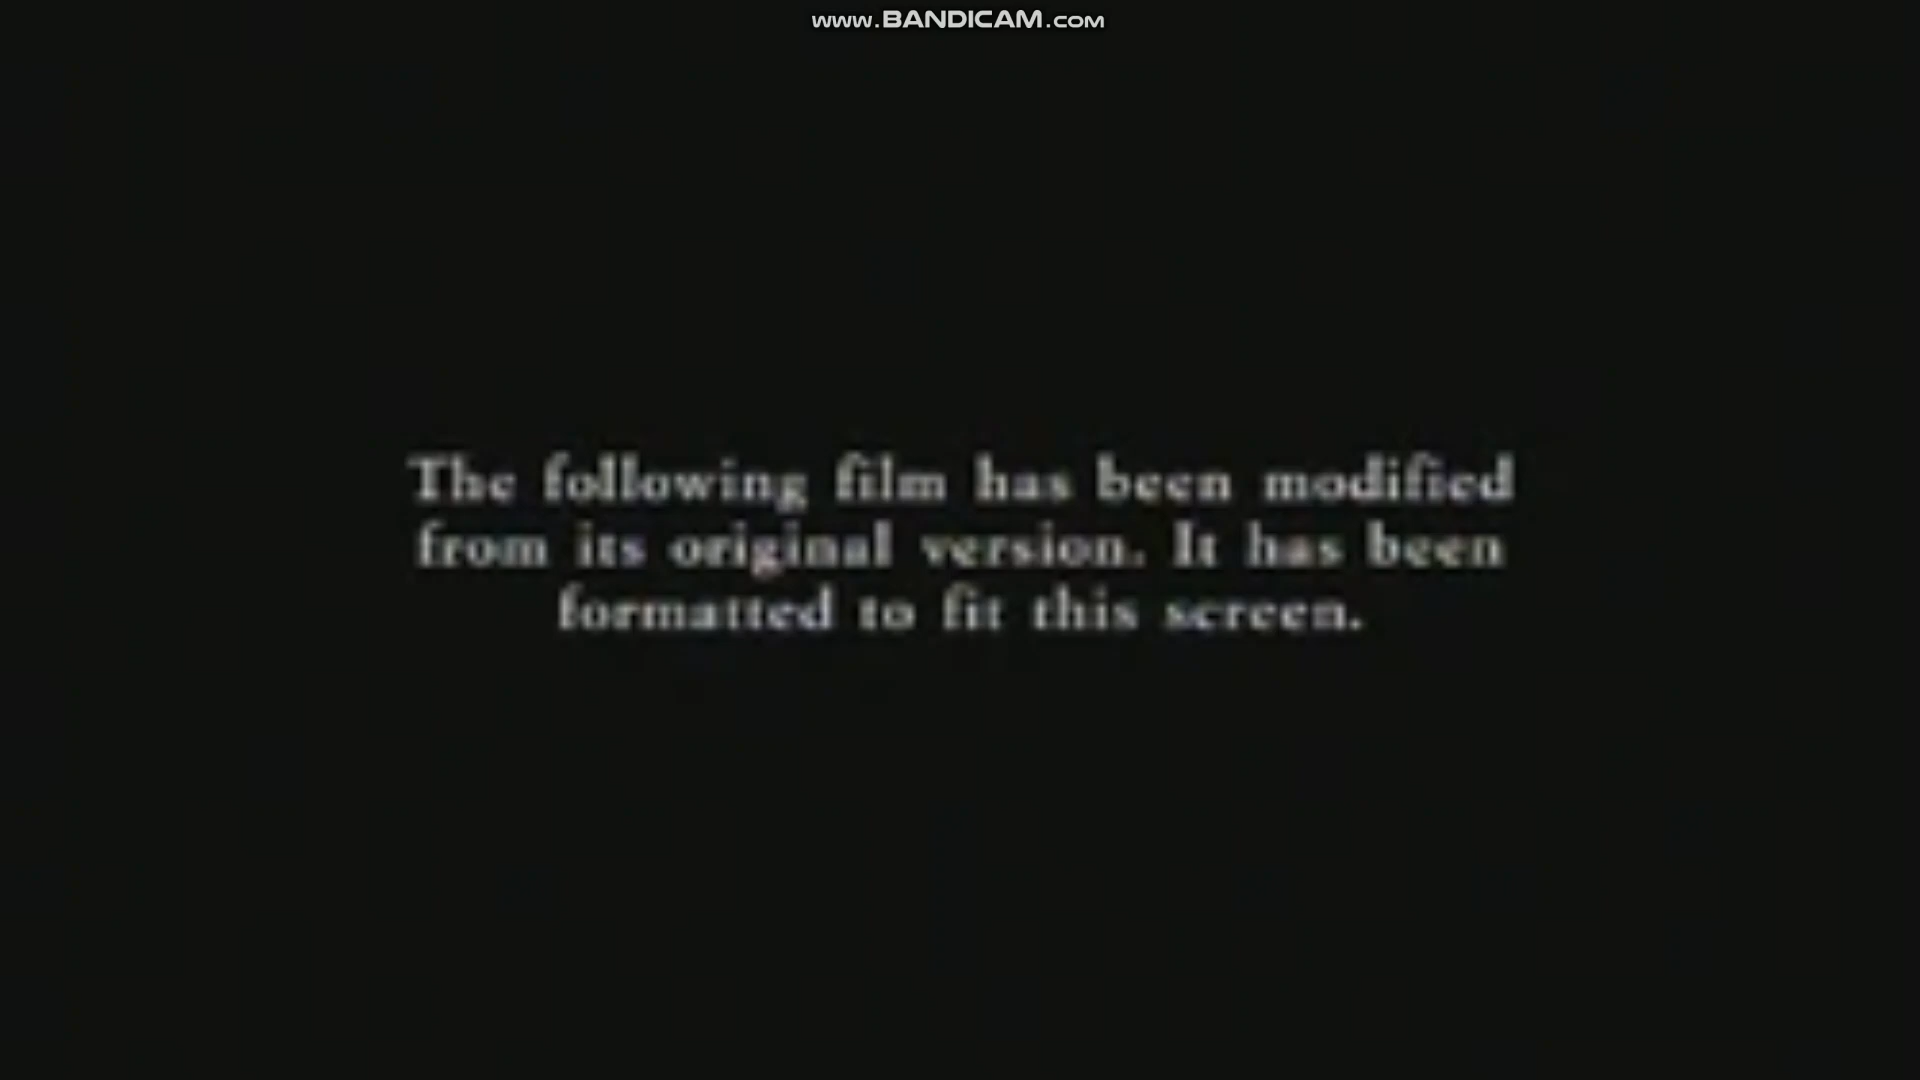 www.BANDICAM.com
The following film has been modified
from its original version. It has been
formatted to fit this screen.